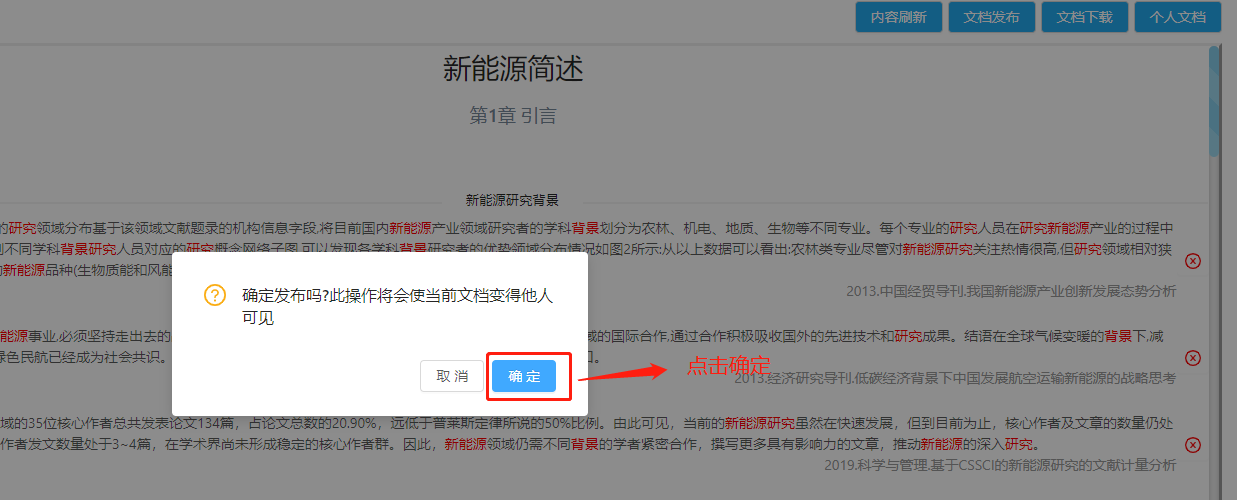 内容刷新 文档发布 文档下载 个人文档
新能源简述
第1章 引言
新能源研究背景
的研究领域分布基于该领域文献题录的机构信息字段,将目前国内新能源产业领域研究者的学科背景划分为农林、机电、地质、生物等不同专业。每个专业的研究人员在研究新能源产业的过程中
到不同学科背景研究人员对应的研究概念网络子图,可以发现各学科背景研究者的优势领域分布情况如图2所示:从以上数据可以看出:农林类专业尽管对新能源研究关注热情很高,但研究领域相对狭
新能源品种(生物质能和风能
2013.中国经贸导刊.我国新能源产业创新发展态势分析
确定发布吗?此操作将会使当前文档变得他人
可见
取 消 确 定
点击确定
能源事业,必须坚持走出去的
域的国际合作,通过合作积极吸收国外的先进技术和研究成果。结语在全球气候变暖的背景下,减
绿色民航已经成为社会共识。
2013.经济研究导刊.低碳经济背景下中国发展航空运输新能源的战略思考
域的35位核心作者总共发表论文134篇，占论文总数的20.90%，远低于普莱斯定律所说的50%比例。由此可见，当前的新能源研究虽然在快速发展，但到目前为止，核心作者及文章的数量仍处
作者发文数量处于3~4篇，在学术界尚未形成稳定的核心作者群。因此，新能源领域仍需不同背景的学者紧密合作，撰写更多具有影响力的文章，推动新能源的深入研究。
2019.科学与管理.基于CSSCI的新能源研究的文献计量分析